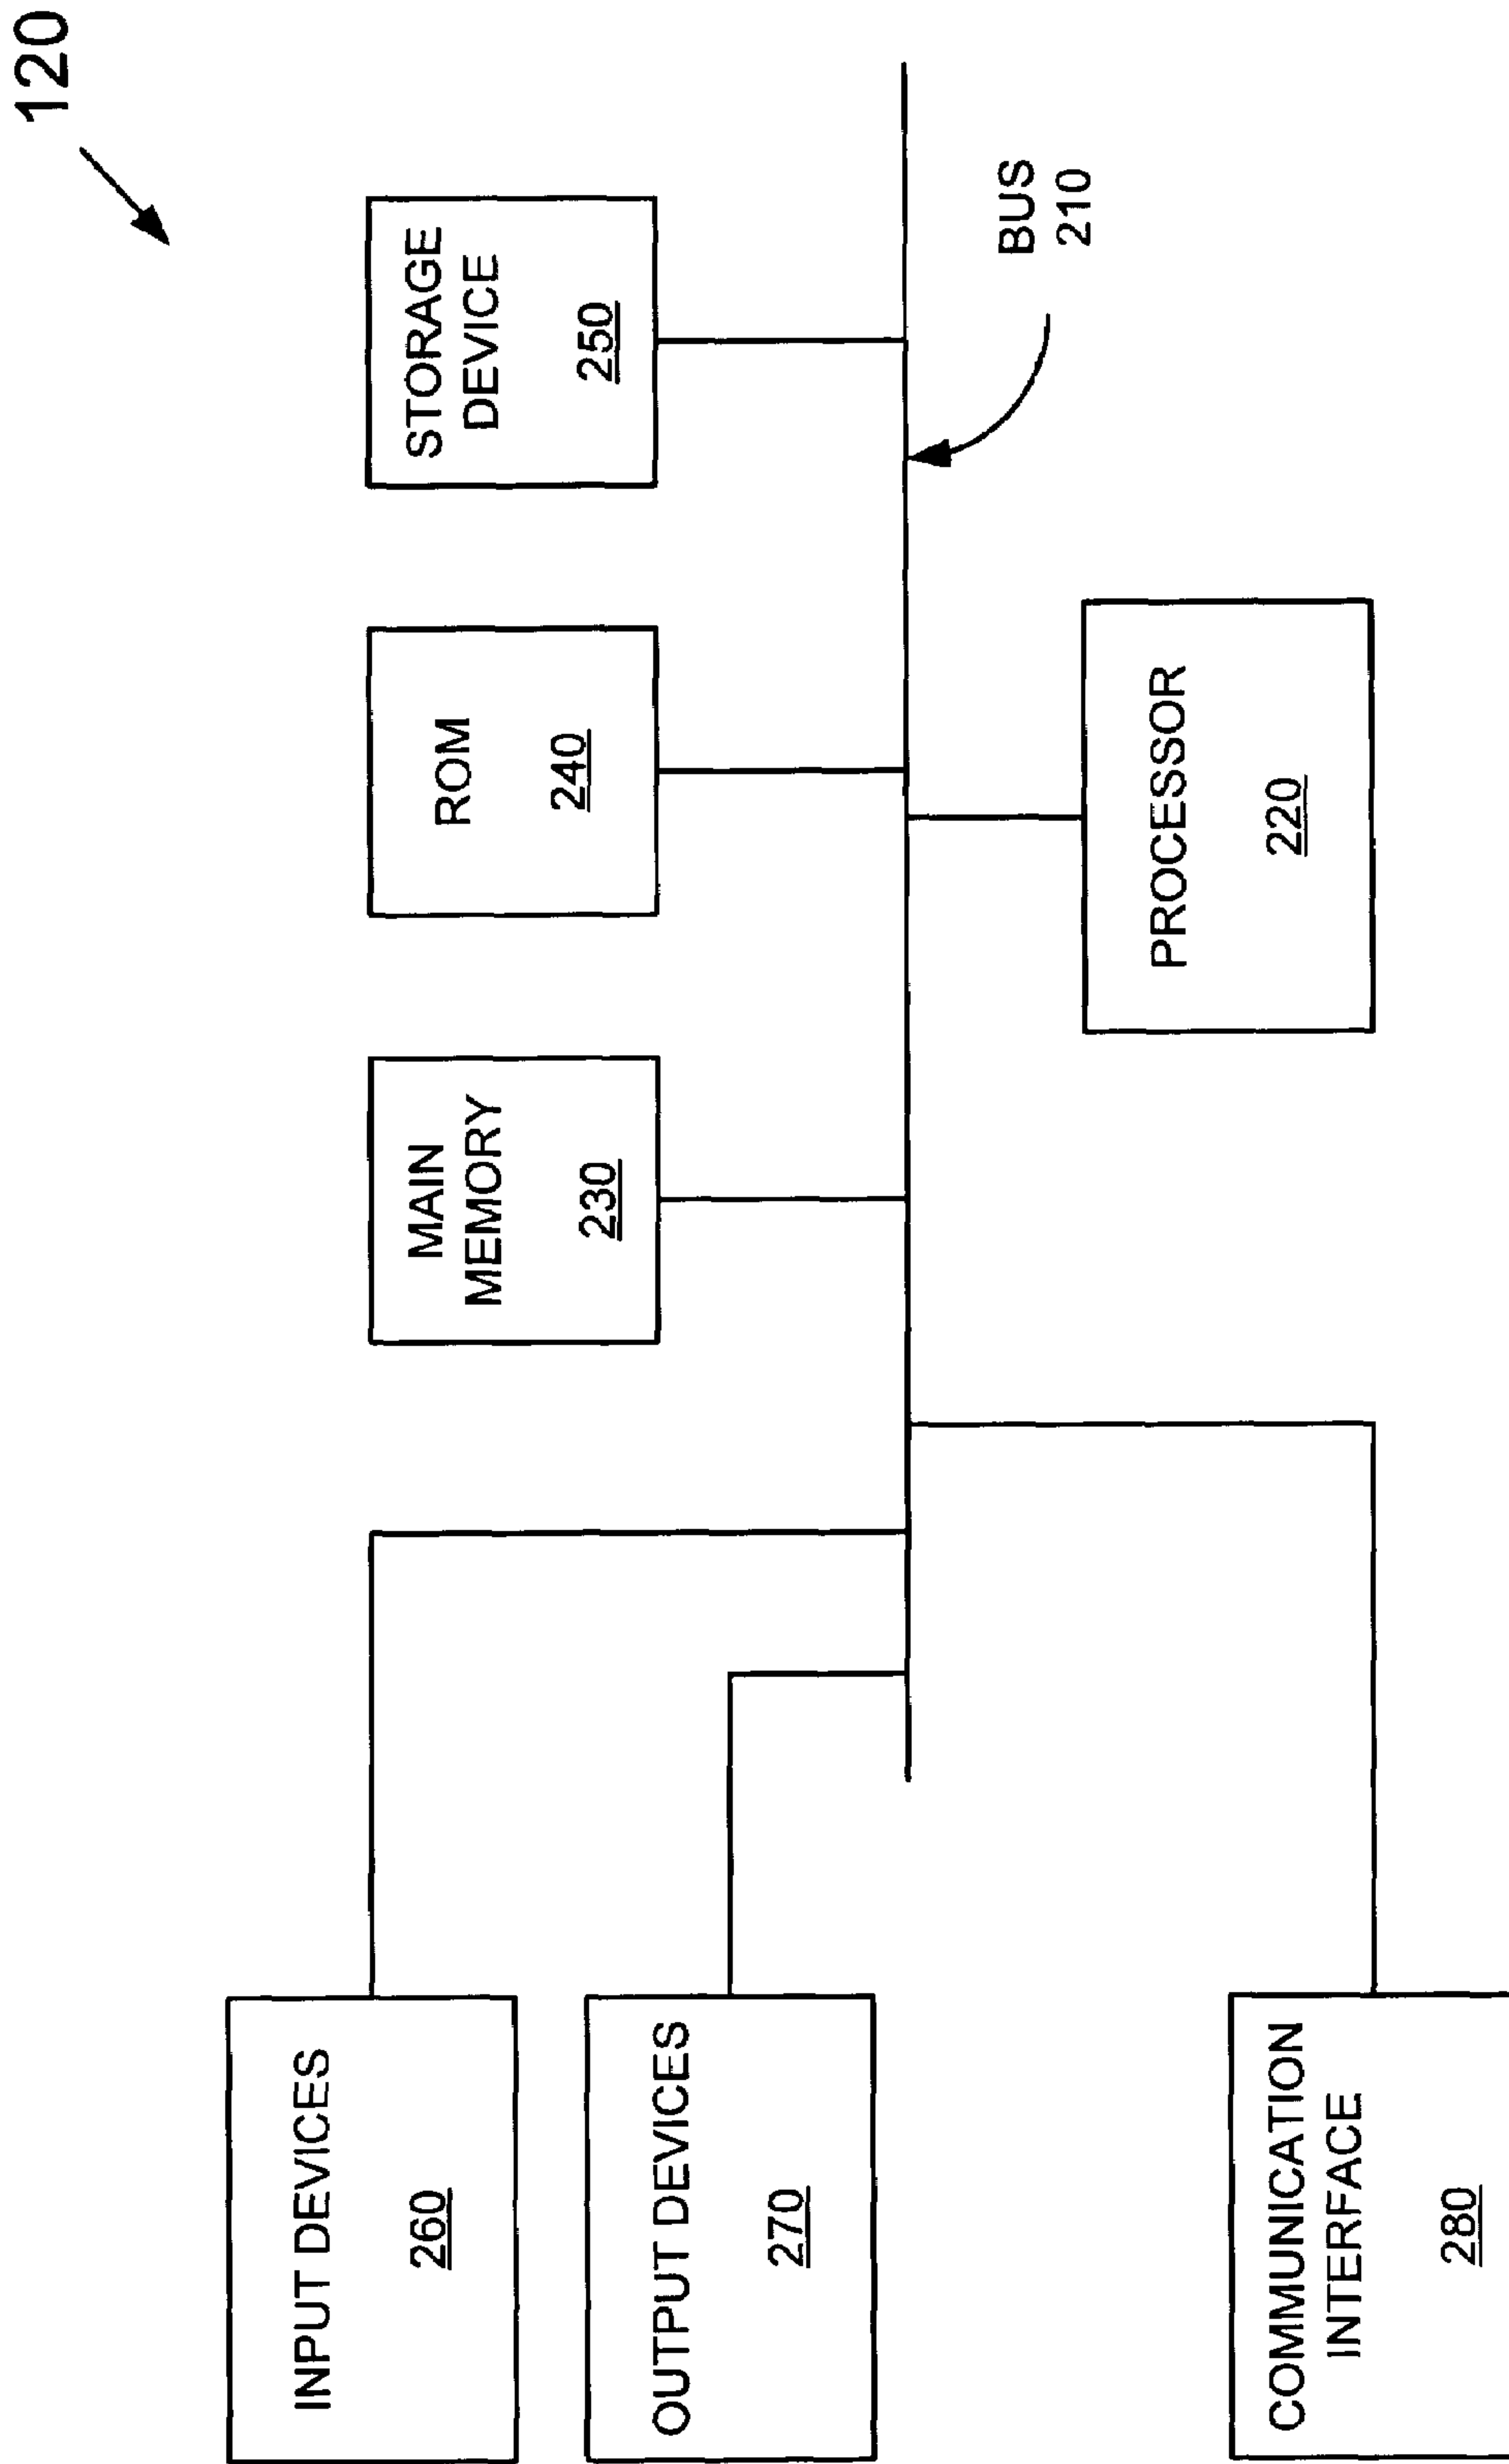 120
INPUT DEVICES
260
OUTPUT DEVICES
270
COMMUNICATION
INTERFACE
280
MAIN
MEMORY
230
ROM
240
STORAGE
DEVICE
250
BUS
210
PROCESSOR
220